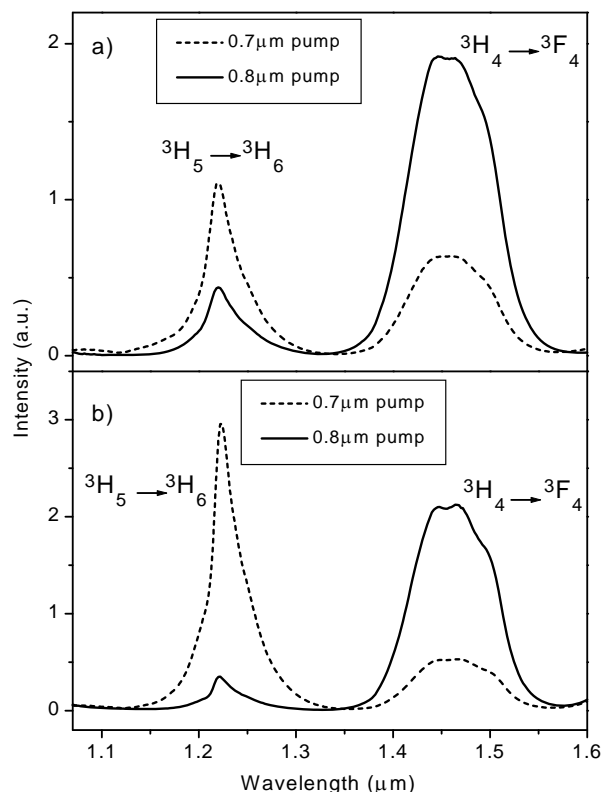 a)
0.7μm pump
0.8μm pump
³H₄ → ³F₄
³H₅ → ³H₆
2
1
0
Intensity (a.u.)
b)
0.7μm pump
0.8μm pump
³H₅ → ³H₆
³H₄ → ³F₄
3
2
1
0
1.1 1.2 1.3 1.4 1.5 1.6
Wavelength (μm)